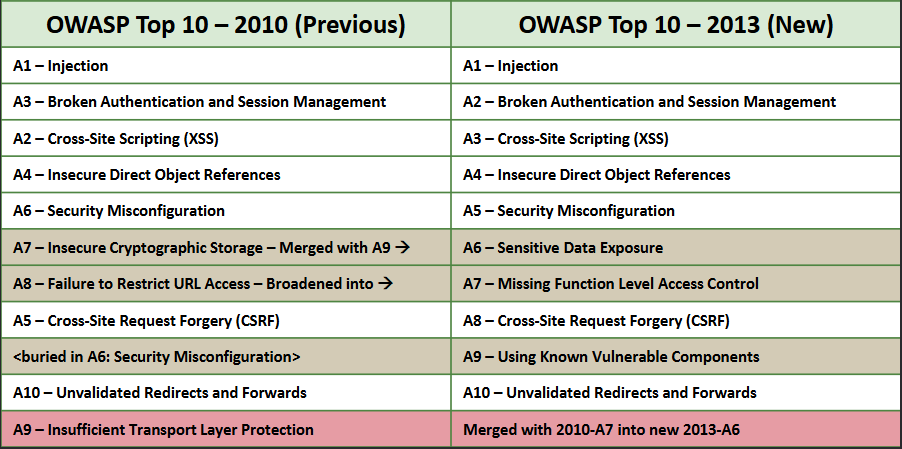 OWASP Top 10 – 2010 (Previous) OWASP Top 10 – 2013 (New)
A1 – Injection A1 – Injection
A3 – Broken Authentication and Session Management A2 – Broken Authentication and Session Management
A2 – Cross-Site Scripting (XSS) A3 – Cross-Site Scripting (XSS)
A4 – Insecure Direct Object References A4 – Insecure Direct Object References
A6 – Security Misconfiguration A5 – Security Misconfiguration
A7 – Insecure Cryptographic Storage – Merged with A9 → A6 – Sensitive Data Exposure
A8 – Failure to Restrict URL Access – Broadened into → A7 – Missing Function Level Access Control
A5 – Cross-Site Request Forgery (CSRF) A8 – Cross-Site Request Forgery (CSRF)
<buried in A6: Security Misconfiguration> A9 – Using Known Vulnerable Components
A10 – Unvalidated Redirects and Forwards A10 – Unvalidated Redirects and Forwards
A9 – Insufficient Transport Layer Protection Merged with 2010-A7 into new 2013-A6